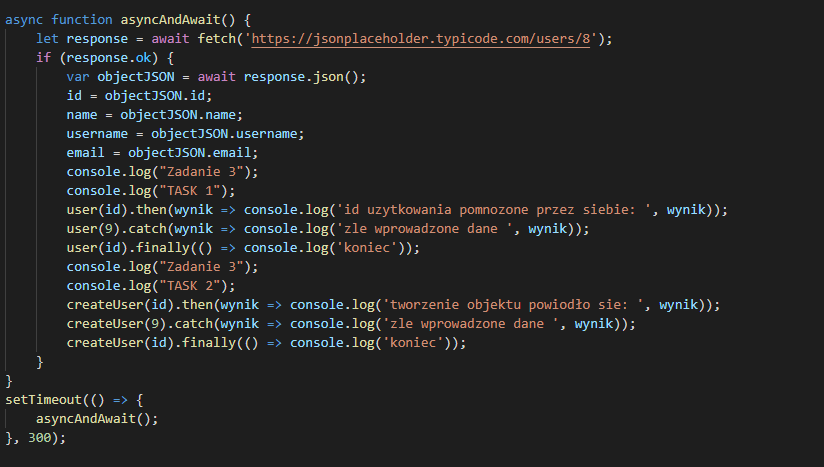 async function asyncAndAwait() {
let response = await fetch('https://jsonplaceholder.typicode.com/users/8');
if (response.ok) {
var objectJSON = await response.json();
id = objectJSON.id;
name = objectJSON.name;
username = objectJSON.username;
email = objectJSON.email;
console.log("Zadanie 3");
console.log("TASK 1");
user(id).then(wynik => console.log('id uzytkowania pomnozone przez siebie: ', wynik));
user(9).catch(wynik => console.log('zle wprowadzone dane ', wynik));
user(id).finally(() => console.log('koniec'));
console.log("Zadanie 3");
console.log("TASK 2");
createUser(id).then(wynik => console.log('tworzenie objektu powiodło sie: ', wynik));
createUser(9).catch(wynik => console.log('zle wprowadzone dane ', wynik));
createUser(id).finally(() => console.log('koniec'));
}
}
setTimeout(() => {
asyncAndAwait();
}, 300);